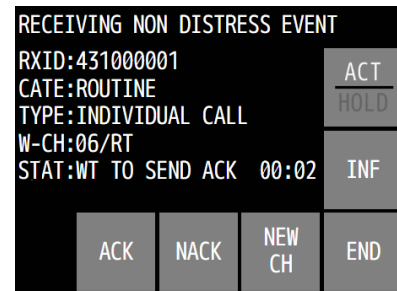 RECEIVING NON DISTRESS EVENT
RXID:431000001
CATE:ROUTINE
TYPE:INDIVIDUAL CALL
W-CH:06/RT
STAT:WT TO SEND ACK 00:02
ACT
HOLD
INF
ACK
NACK
NEW
CH
END